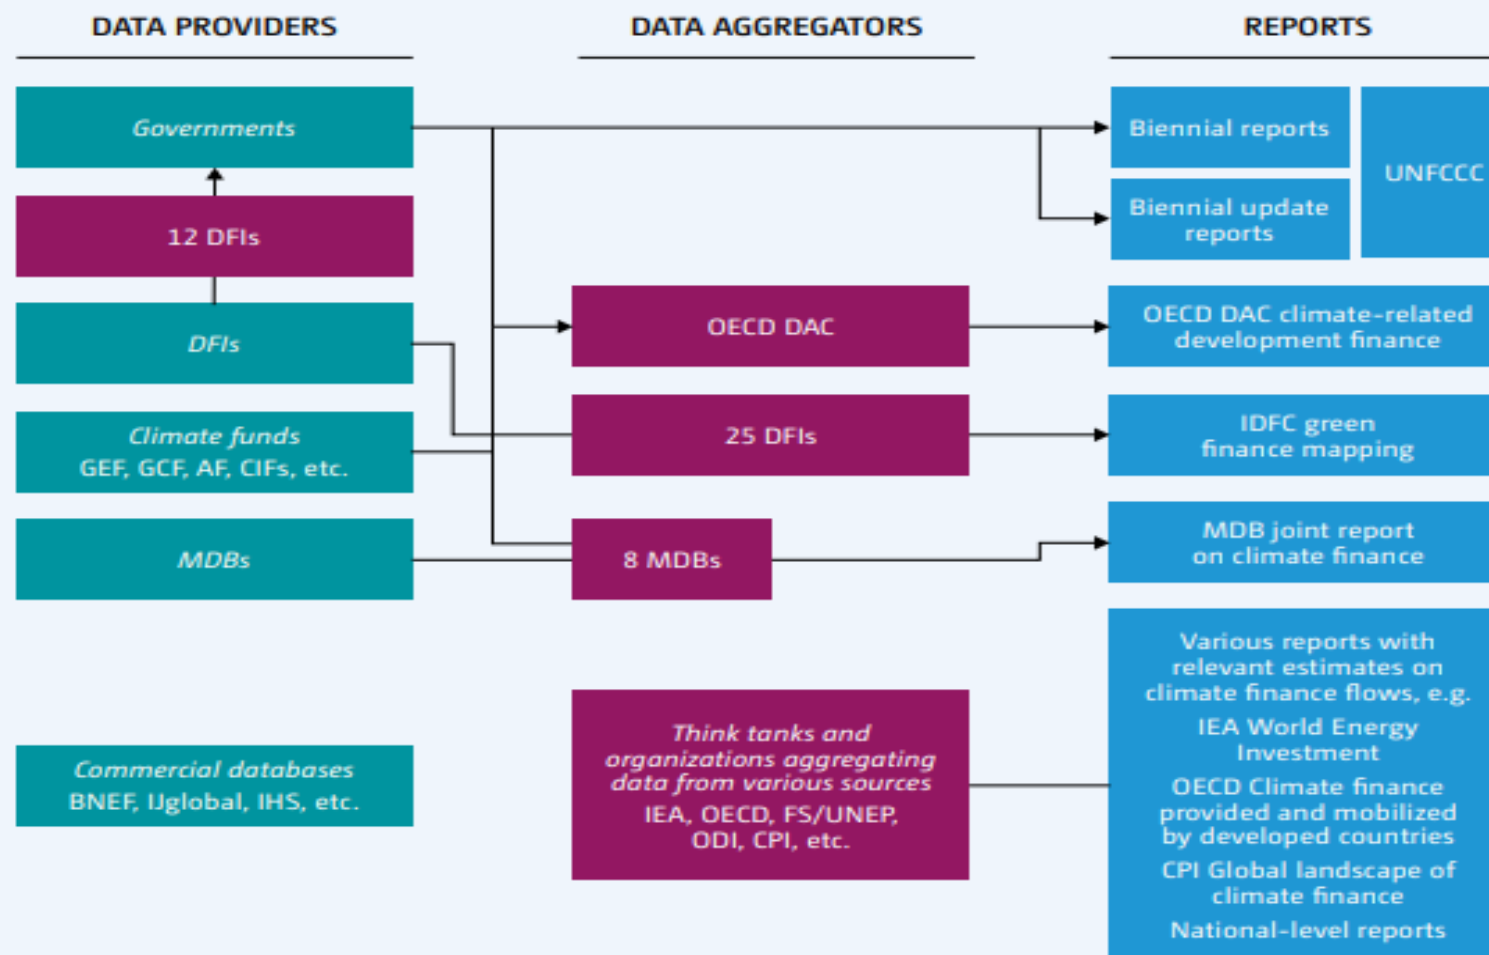 DATA PROVIDERS
DATA AGGREGATORS
REPORTS
Governments
12 DFIs
DFIs
Climate funds
GEF, GCF, AF, CIFs, etc.
MDBs
Commercial databases
BNEF, IJglobal, IHS, etc.
OECD DAC
25 DFIs
8 MDBs
Think tanks and
organizations aggregating
data from various sources
IEA, OECD, FS/UNEP,
ODI, CPI, etc.
Biennial reports
Biennial update
reports
UNFCCC
OECD DAC climate-related
development finance
IDFC green
finance mapping
MDB joint report
on climate finance
Various reports with
relevant estimates on
climate finance flows, e.g.
IEA World Energy
Investment
OECD Climate finance
provided and mobilized
by developed countries
CPI Global landscape of
climate finance
National-level reports